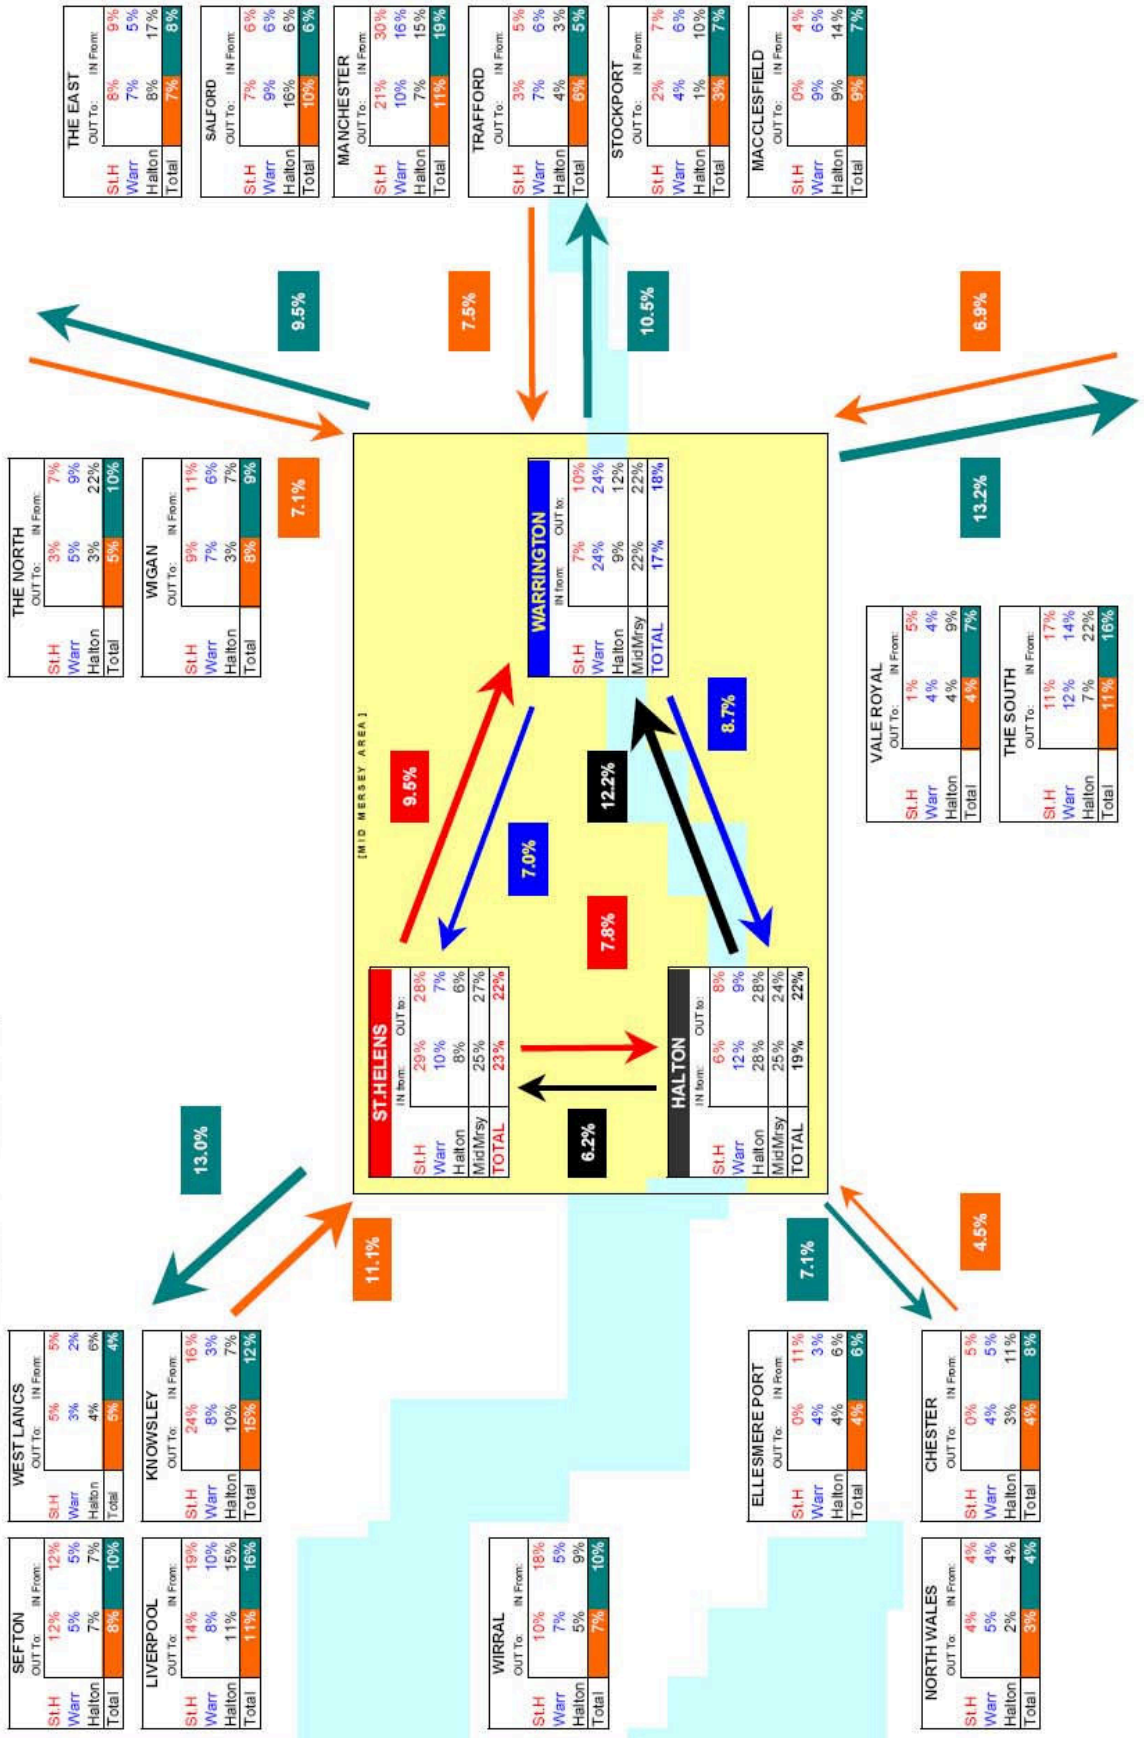 SEFTON
OUT To: IN From:
St.H 12% 12%
Warr 5% 5%
Halton 7% 7%
Total 8% 10%
WEST LANCS
OUT To: IN From:
St.H 5% 5%
Warr 3% 2%
Halton 4% 6%
Total 5% 4%
LIVERPOOL
OUT To: IN From:
St.H 14% 19%
Warr 8% 10%
Halton 11% 15%
Total 11% 16%
KNOWSLEY
OUT To: IN From:
St.H 24% 16%
Warr 8% 3%
Halton 10% 7%
Total 15% 12%
13.0%
11.1%
THE NORTH
OUT To: IN From:
St.H 3% 7%
Warr 5% 9%
Halton 3% 22%
Total 5% 10%
WIGAN
OUT To: IN From:
St.H 9% 11%
Warr 7% 6%
Halton 3% 7%
Total 8% 9%
7.1%
9.5%
THE EAST
OUT To: IN From:
St.H 8% 9%
Warr 7% 5%
Halton 8% 17%
Total 7% 8%
SALFORD
OUT To: IN From:
St.H 7% 6%
Warr 9% 6%
Halton 16% 6%
Total 10% 6%
MANCHESTER
OUT To: IN From:
St.H 21% 30%
Warr 10% 16%
Halton 7% 15%
Total 11% 19%
TRAFFORD
OUT To: IN From:
St.H 3% 5%
Warr 7% 6%
Halton 4% 3%
Total 6% 5%
STOCKPORT
OUT To: IN From:
St.H 2% 7%
Warr 4% 6%
Halton 1% 10%
Total 3% 7%
MACCLESFIELD
OUT To: IN From:
St.H 0% 4%
Warr 9% 6%
Halton 9% 14%
Total 9% 7%
7.5%
10.5%
[MID MERSEY AREA]
ST.HELENS
IN from: OUT to:
St.H 29% 28%
Warr 10% 7%
Halton 8% 6%
MidMrsy 25% 27%
TOTAL 23% 22%
9.5%
7.0%
WARRINGTON
IN from: OUT to:
St.H 7% 10%
Warr 24% 24%
Halton 9% 12%
MidMrsy 22% 22%
TOTAL 17% 18%
6.2%
7.8%
12.2%
8.7%
HALTON
IN from: OUT to:
St.H 6% 8%
Warr 12% 9%
Halton 28% 28%
MidMrsy 25% 24%
TOTAL 19% 22%
WIRRAL
OUT To: IN From:
St.H 10% 18%
Warr 7% 5%
Halton 5% 9%
Total 7% 10%
ELLESMERE PORT
OUT To: IN From:
St.H 0% 11%
Warr 4% 3%
Halton 4% 6%
Total 4% 6%
7.1%
4.5%
NORTH WALES
OUT To: IN From:
St.H 4% 4%
Warr 5% 4%
Halton 2% 4%
Total 3% 4%
CHESTER
OUT To: IN From:
St.H 0% 5%
Warr 4% 5%
Halton 3% 11%
Total 4% 8%
VALE ROYAL
OUT To: IN From:
St.H 1% 5%
Warr 4% 4%
Halton 4% 9%
Total 4% 7%
THE SOUTH
OUT To: IN From:
St.H 11% 17%
Warr 12% 14%
Halton 7% 22%
Total 11% 16%
13.2%
6.9%